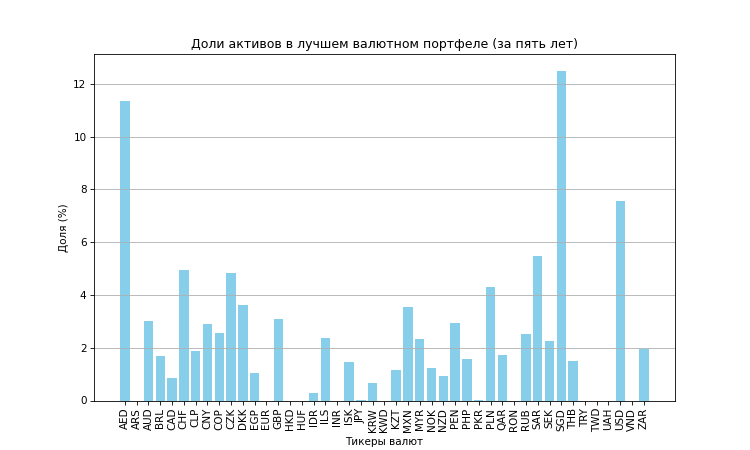 Доли активов в лучшем валютном портфеле (за пять лет)
Доля (%)
12
10
8
6
4
2
0
AED ARS AUD BRL CAD CHF CLP CNY COP CZK DKK EGP EUR GBP HKD HUF IDR ILS INR ISK JPY KRW KWD KZT MXN MYR NOK NZD PEN PHP PKR PLN QAR RON RUB SAR SEK SGD THB TRY TWD UAH USD VND ZAR
Тикеры валют